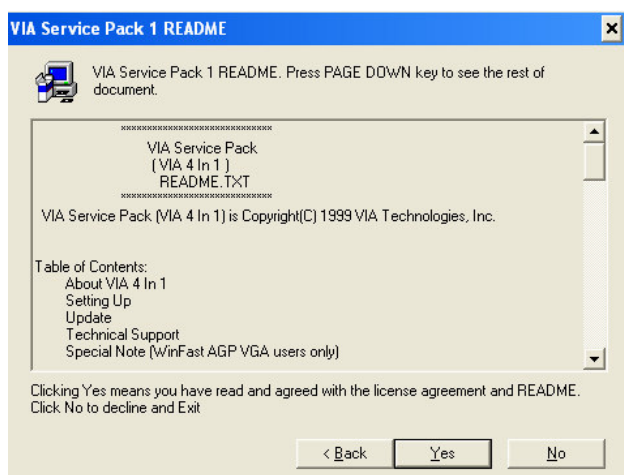 VIA Service Pack 1 README
VIA Service Pack 1 README. Press PAGE DOWN key to see the rest of
document.
××××××××××××××××××××××××××××××
VIA Service Pack
( VIA 4 In 1 )
README.TXT
××××××××××××××××××××××××××××××
VIA Service Pack (VIA 4 In 1) is Copyright(C) 1999 VIA Technologies, Inc.
Table of Contents:
About VIA 4 In 1
Setting Up
Update
Technical Support
Special Note (WinFast AGP VGA users only)
Clicking Yes means you have read and agreed with the license agreement and README.
Click No to decline and Exit
< Back
Yes
No